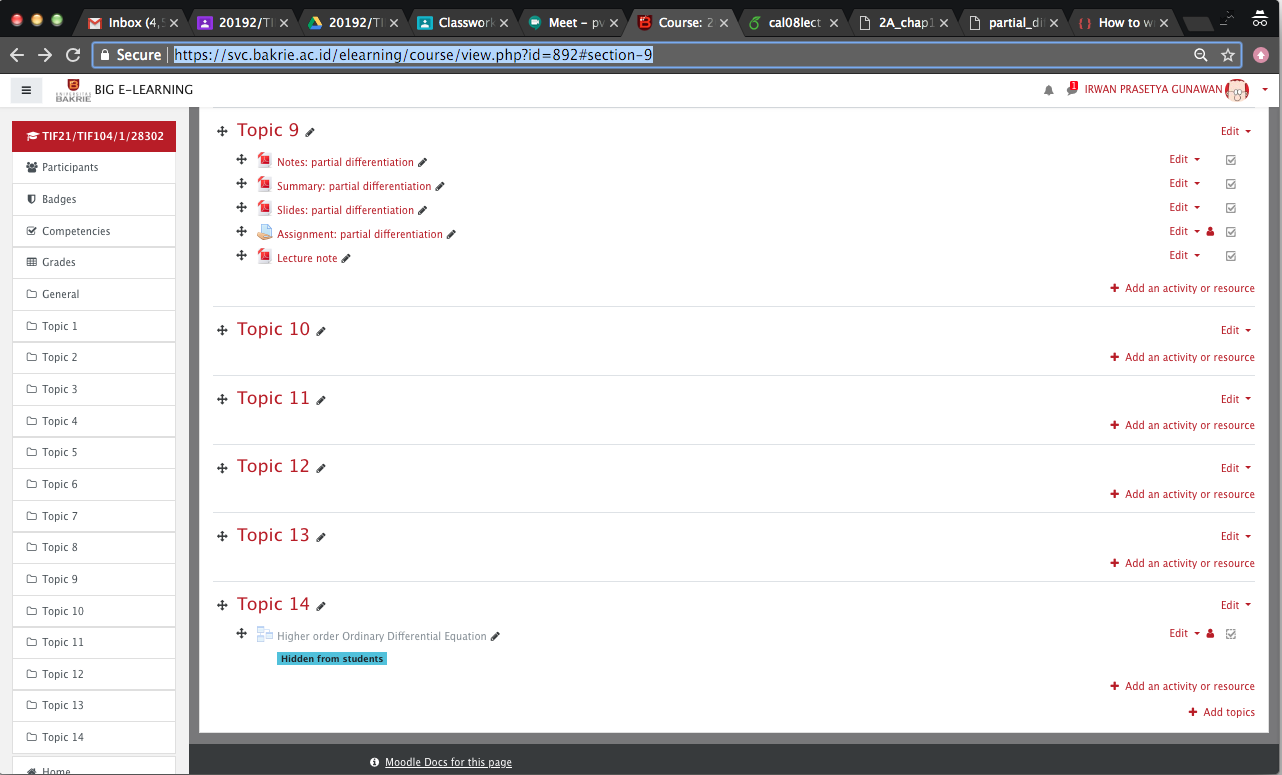 Inbox (4,5
20192/TI
20192/TI
Classwork
Meet – pv
Course: 2
cal08lect
2A_chap1
partial_di
How to w
Secure | https://svc.bakrie.ac.id/elearning/course/view.php?id=892#section-9
UNIVERSITAS
BAKRIE
BIG E-LEARNING
1
IRWAN PRASETYA GUNAWAN
TIF21/TIF104/1/28302
Participants
Badges
Competencies
Grades
General
Topic 1
Topic 2
Topic 3
Topic 4
Topic 5
Topic 6
Topic 7
Topic 8
Topic 9
Topic 10
Topic 11
Topic 12
Topic 13
Topic 14
Home
Topic 9
Edit
Notes: partial differentiation
Edit
Summary: partial differentiation
Edit
Slides: partial differentiation
Edit
Assignment: partial differentiation
Edit
Lecture note
Edit
+ Add an activity or resource
Topic 10
Edit
+ Add an activity or resource
Topic 11
Edit
+ Add an activity or resource
Topic 12
Edit
+ Add an activity or resource
Topic 13
Edit
+ Add an activity or resource
Topic 14
Edit
Higher order Ordinary Differential Equation
Edit
Hidden from students
+ Add an activity or resource
+ Add topics
Moodle Docs for this page